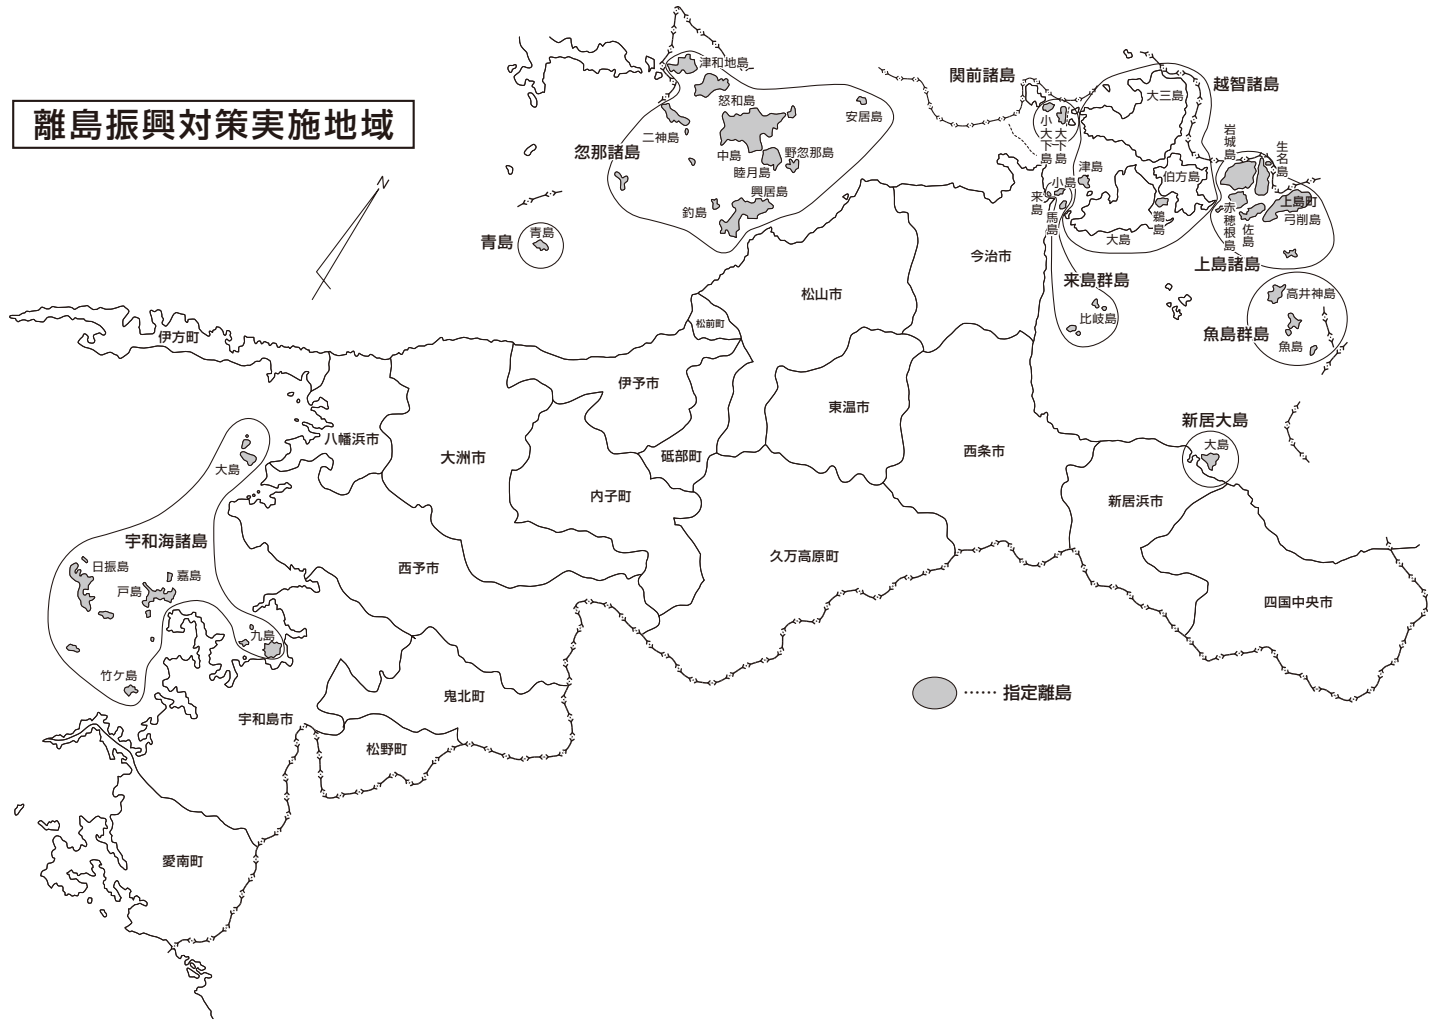 離島振興対策実施地域
N
関前諸島
越智諸島
津和地島
大三島
怒和島
安居島
小大下島
大下島
岩城島
生名島
二神島
忽那諸島
中島
野忽那島
睦月島
津島
伯方島
小島
来島
馬島
興居島
釣島
鵜島
赤穂根島
佐島
上島町
弓削島
青島
青島
大島
上島諸島
今治市
来島群島
松山市
高井神島
比岐島
松前町
魚島群島
魚島
伊方町
伊予市
東温市
新居大島
大島
八幡浜市
大洲市
砥部町
西条市
大島
内子町
新居浜市
宇和海諸島
久万高原町
日振島
嘉島
戸島
西予市
四国中央市
九島
竹ケ島
鬼北町
指定離島
宇和島市
松野町
愛南町